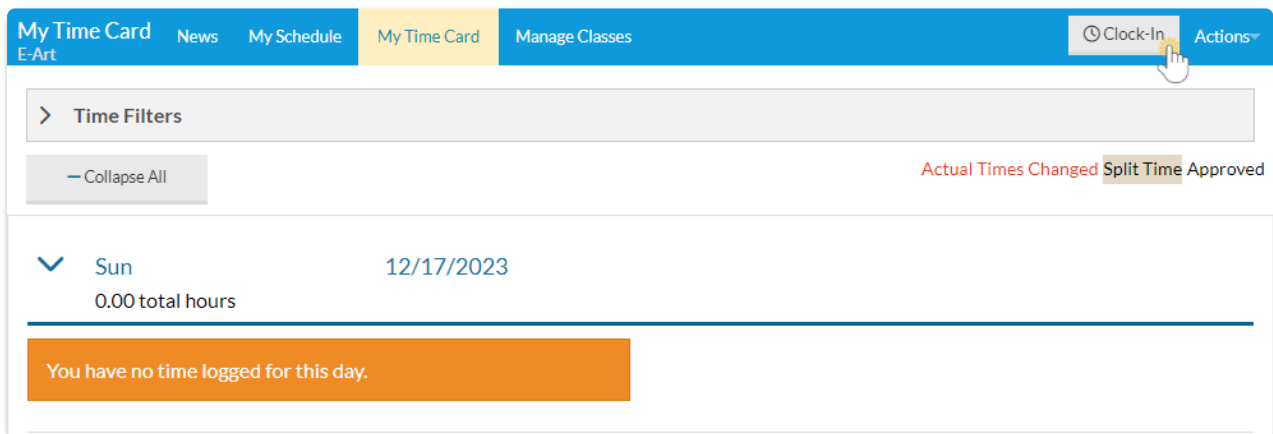 My Time Card News My Schedule My Time Card Manage Classes Clock-In Actions
E-Art
Time Filters
Collapse All Actual Times Changed Split Time Approved
Sun 12/17/2023
0.00 total hours
You have no time logged for this day.